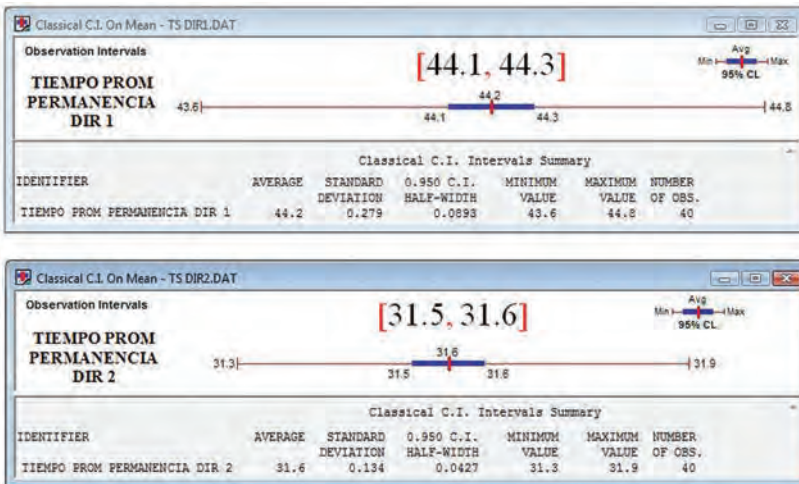 Classical C.I. On Mean - TS DIR1.DAT
Observation Intervals
[44.1, 44.3]
Avg
Min Max
95% CL
TIEMPO PROM
PERMANENCIA
DIR 1
43.6 44.2 44.8
44.1 44.3
Classical C.I. Intervals Summary
IDENTIFIER AVERAGE STANDARD 0.950 C.I. MINIMUM MAXIMUM NUMBER
DEVIATION HALF-WIDTH VALUE VALUE OF OBS.
TIEMPO PROM PERMANENCIA DIR 1 44.2 0.279 0.0893 43.6 44.8 40
Classical C.I. On Mean - TS DIR2.DAT
Observation Intervals
[31.5, 31.6]
Avg
Min Max
95% CL
TIEMPO PROM
PERMANENCIA
DIR 2
31.3 31.6 31.9
31.5 31.6
Classical C.I. Intervals Summary
IDENTIFIER AVERAGE STANDARD 0.950 C.I. MINIMUM MAXIMUM NUMBER
DEVIATION HALF-WIDTH VALUE VALUE OF OBS.
TIEMPO PROM PERMANENCIA DIR 2 31.6 0.134 0.0427 31.3 31.9 40